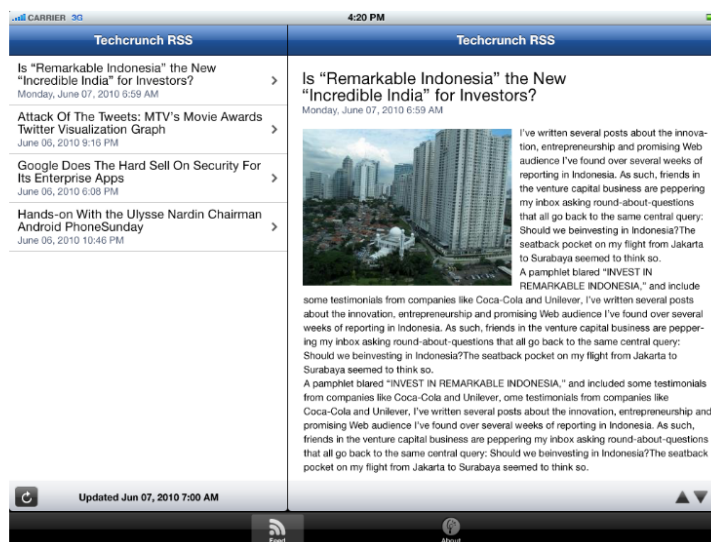 CARRIER 3G
4:20 PM
Techcrunch RSS
Techcrunch RSS
Is “Remarkable Indonesia” the New
“Incredible India” for Investors?
Monday, June 07, 2010 6:59 AM
Attack Of The Tweets: MTV’s Movie Awards
Twitter Visualization Graph
June 06, 2010 9:16 PM
Google Does The Hard Sell On Security For
Its Enterprise Apps
June 06, 2010 6:08 PM
Hands-on With the Ulysse Nardin Chairman
Android PhoneSunday
June 06, 2010 10:46 PM
Updated Jun 07, 2010 7:00 AM
Is “Remarkable Indonesia” the New
“Incredible India” for Investors?
Monday, June 07, 2010 6:59 AM
I’ve written several posts about the innova-
tion, entrepreneurship and promising Web
audience I’ve found over several weeks of
reporting in Indonesia. As such, friends in
the venture capital business are peppering
my inbox asking round-about-questions
that all go back to the same central query:
Should we beinvesting in Indonesia?The
seatback pocket on my flight from Jakarta
to Surabaya seemed to think so.
A pamphlet blared “INVEST IN
REMARKABLE INDONESIA,” and include
some testimonials from companies like Coca-Cola and Unilever, I’ve written several posts
about the innovation, entrepreneurship and promising Web audience I’ve found over several
weeks of reporting in Indonesia. As such, friends in the venture capital business are pepper-
ing my inbox asking round-about-questions that all go back to the same central query:
Should we beinvesting in Indonesia?The seatback pocket on my flight from Jakarta to
Surabaya seemed to think so.
A pamphlet blared “INVEST IN REMARKABLE INDONESIA,” and included some testimonials
from companies like Coca-Cola and Unilever, ome testimonials from companies like
Coca-Cola and Unilever, I’ve written several posts about the innovation, entrepreneurship and
promising Web audience I’ve found over several weeks of reporting in Indonesia. As such,
friends in the venture capital business are peppering my inbox asking round-about-questions
that all go back to the same central query: Should we beinvesting in Indonesia?The seatback
pocket on my flight from Jakarta to Surabaya seemed to think so.
Feed
About